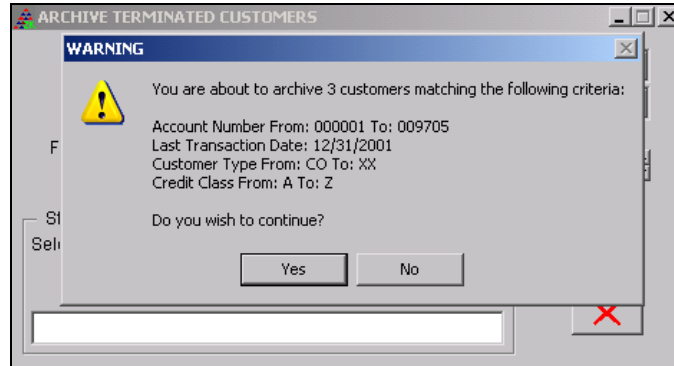 ARCHIVE TERMINATED CUSTOMERS
WARNING
You are about to archive 3 customers matching the following criteria:
Account Number From: 000001 To: 009705
Last Transaction Date: 12/31/2001
Customer Type From: CO To: XX
Credit Class From: A To: Z
Do you wish to continue?
Yes
No